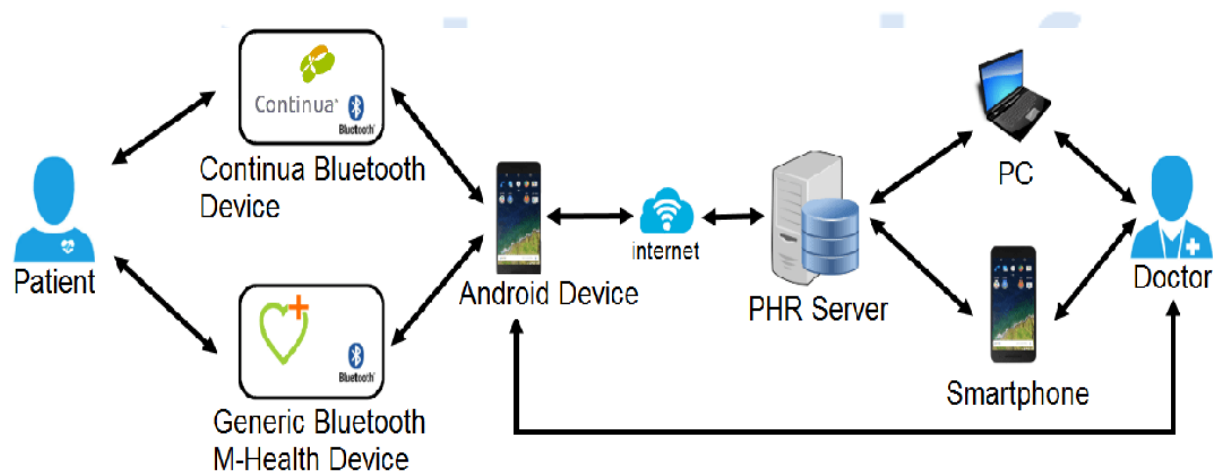 Continua
Bluetooth
Continua Bluetooth
Device
PC
internet
Patient
Android Device
PHR Server
Doctor
Bluetooth
Smartphone
Generic Bluetooth
M-Health Device